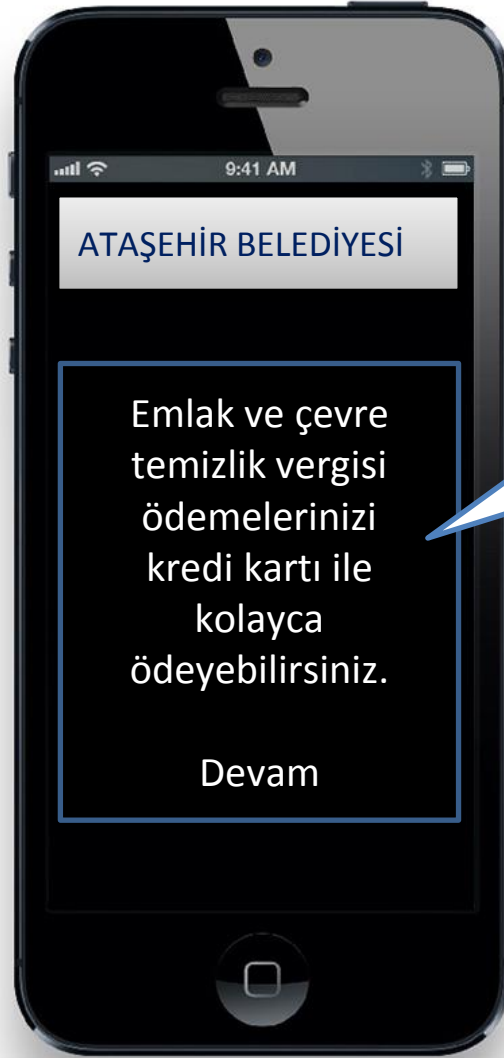 9:41 AM
ATAŞEHİR BELEDİYESİ
Emlak ve çevre
temizlik vergisi
ödemelerinizi
kredi kartı ile
kolayca
ödeyebilirsiniz.
Devam